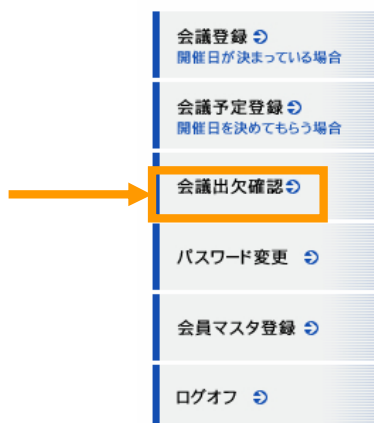 会議登録
開催日が決まっている場合
会議予定登録
開催日を決めてもらう場合
会議出欠確認
パスワード変更
会員マスタ登録
ログオフ